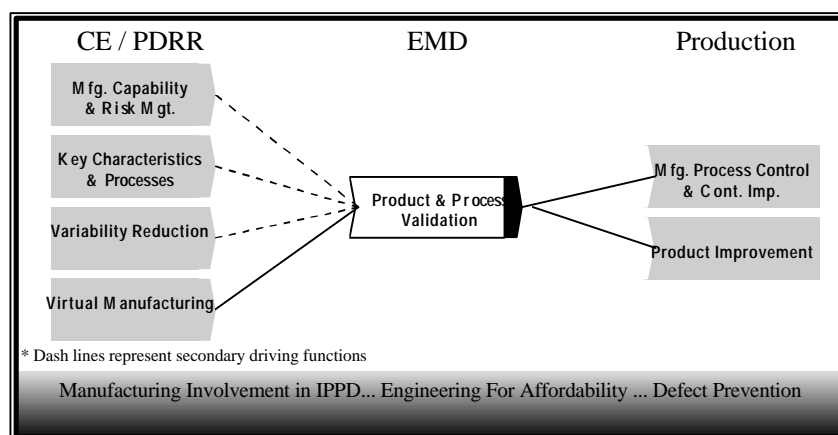 CE / PDRR
EMD
Production
Mfg. Capability
& Risk Mgt.
Key Characteristics
& Processes
Variability Reduction
Virtual Manufacturing
Product & Process
Validation
Mfg. Process Control
& Cont. Imp.
Product Improvement
* Dash lines represent secondary driving functions
Manufacturing Involvement in IPPD... Engineering For Affordability ... Defect Prevention